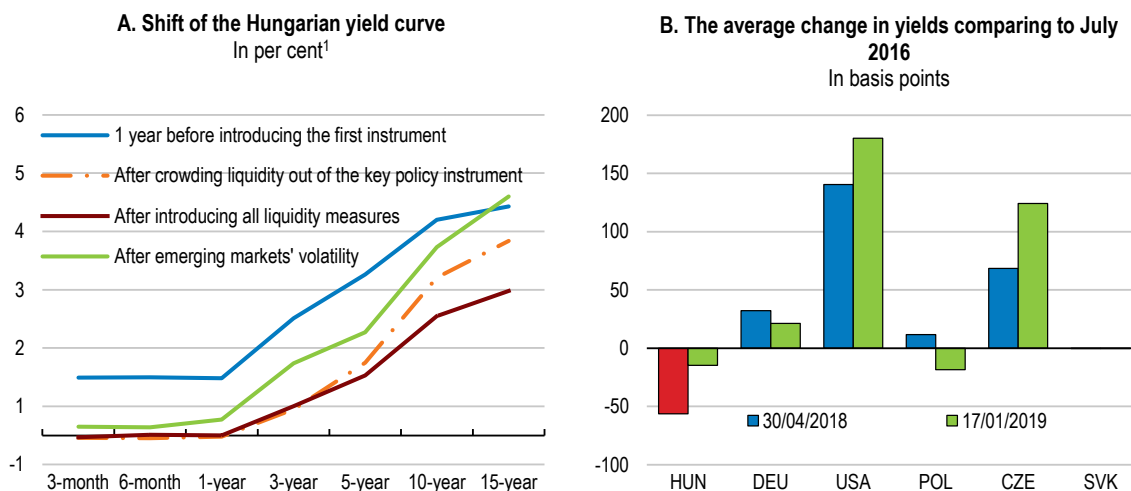 A. Shift of the Hungarian yield curve
In per cent¹
6
5
4
3
2
1
-1
1 year before introducing the first instrument
After crowding liquidity out of the key policy instrument
After introducing all liquidity measures
After emerging markets' volatility
3-month 6-month 1-year 3-year 5-year 10-year 15-year
B. The average change in yields comparing to July
2016
In basis points
200
150
100
50
0
-50
-100
30/04/2018 17/01/2019
HUN DEU USA POL CZE SVK